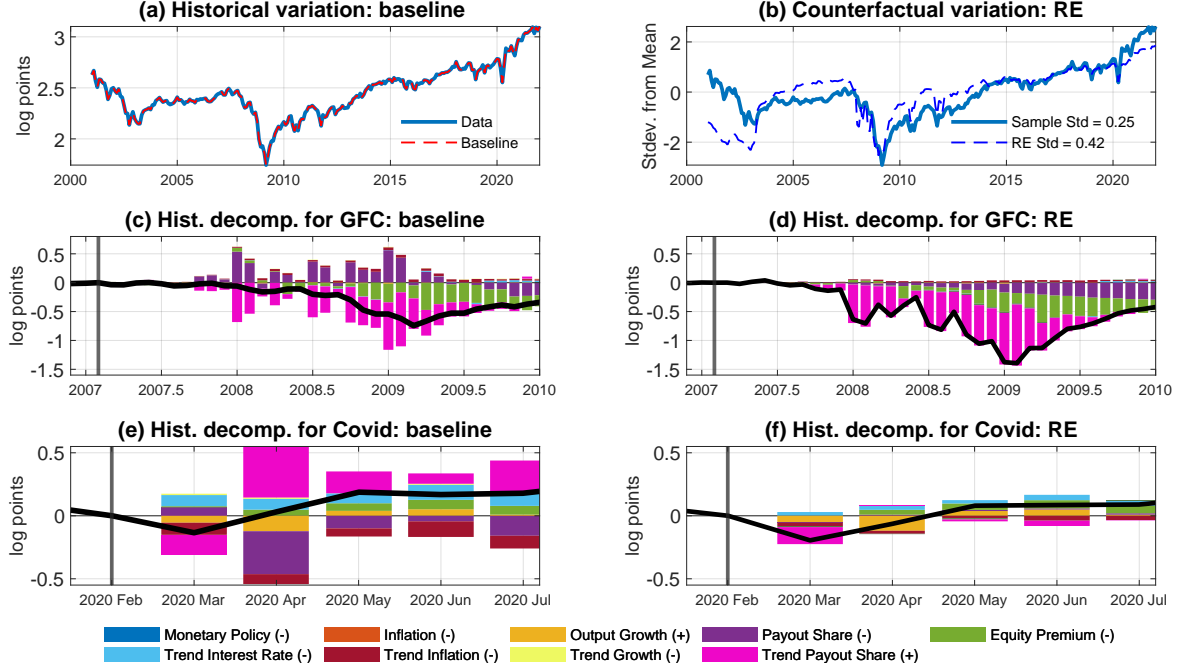 (a) Historical variation: baseline
log points
3
2.5
2
Data
Baseline
2000 2005 2010 2015 2020
(b) Counterfactual variation: RE
Stdev. from Mean
2
0
-2
Sample Std = 0.25
RE Std = 0.42
2000 2005 2010 2015 2020
(c) Hist. decomp. for GFC: baseline
log points
0.5
0
-0.5
-1
-1.5
2007 2007.5 2008 2008.5 2009 2009.5 2010
(d) Hist. decomp. for GFC: RE
log points
0.5
0
-0.5
-1
-1.5
2007 2007.5 2008 2008.5 2009 2009.5 2010
(e) Hist. decomp. for Covid: baseline
log points
0.5
0
-0.5
2020 Feb 2020 Mar 2020 Apr 2020 May 2020 Jun 2020 Jul
(f) Hist. decomp. for Covid: RE
log points
0.5
0
-0.5
2020 Feb 2020 Mar 2020 Apr 2020 May 2020 Jun 2020 Jul
Monetary Policy (-) Inflation (-) Output Growth (+) Payout Share (-) Equity Premium (-)
Trend Interest Rate (-) Trend Inflation (-) Trend Growth (-) Trend Payout Share (+)